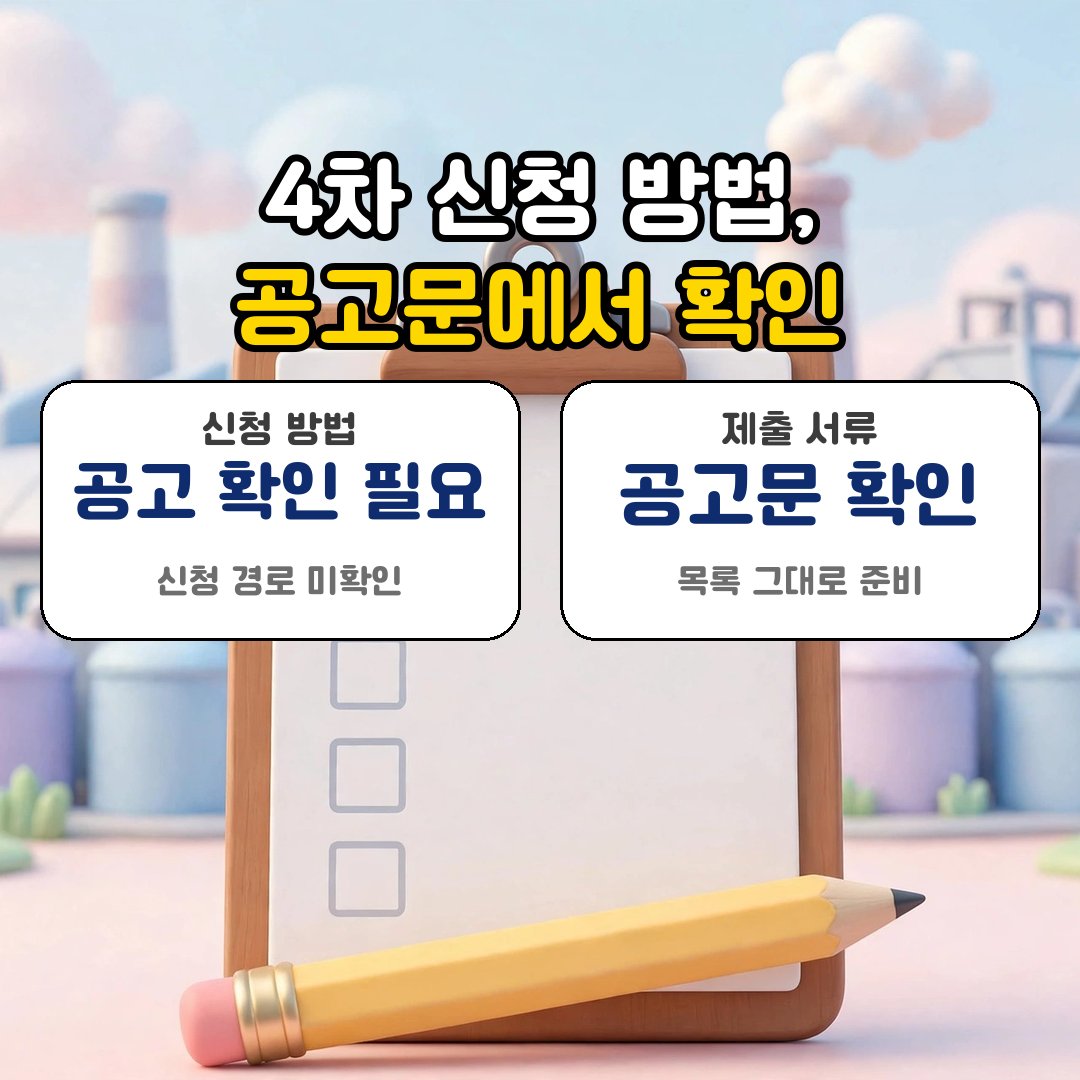 4차 신청 방법,
공고문에서 확인
신청 방법
공고 확인 필요
신청 경로 미확인
제출 서류
공고문 확인
목록 그대로 준비